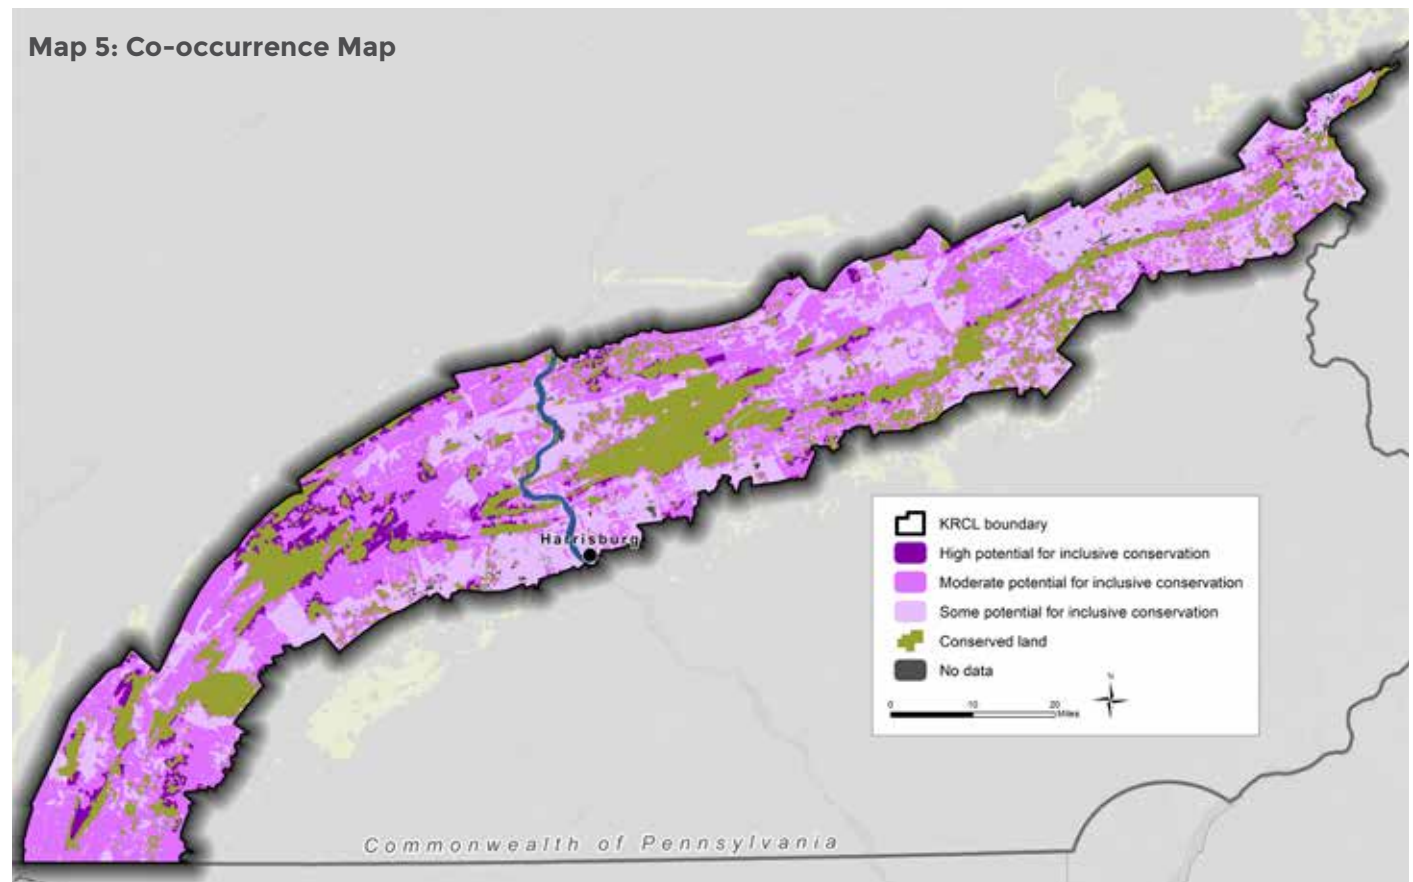 Map 5: Co-occurrence Map
Harrisburg
KRCL boundary
High potential for inclusive conservation
Moderate potential for inclusive conservation
Some potential for inclusive conservation
Conserved land
No data
N
0 10 20
Miles
Commonwealth of Pennsylvania